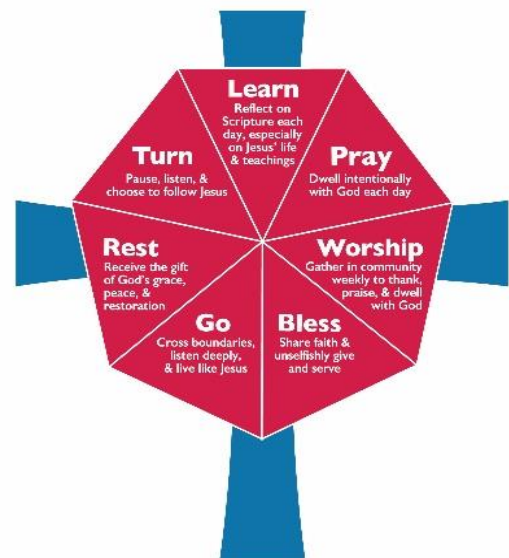 Learn
Reflect on
Scripture each
day, especially
on Jesus' life
& teachings
Pray
Dwell intentionally
with God each day
Worship
Gather in community
weekly to thank,
praise, & dwell
with God
Bless
Share faith &
unselfishly give
and serve
Go
Cross boundaries,
listen deeply,
& live like Jesus
Rest
Receive the gift
of God's grace,
peace, &
restoration
Turn
Pause, listen, &
choose to follow Jesus